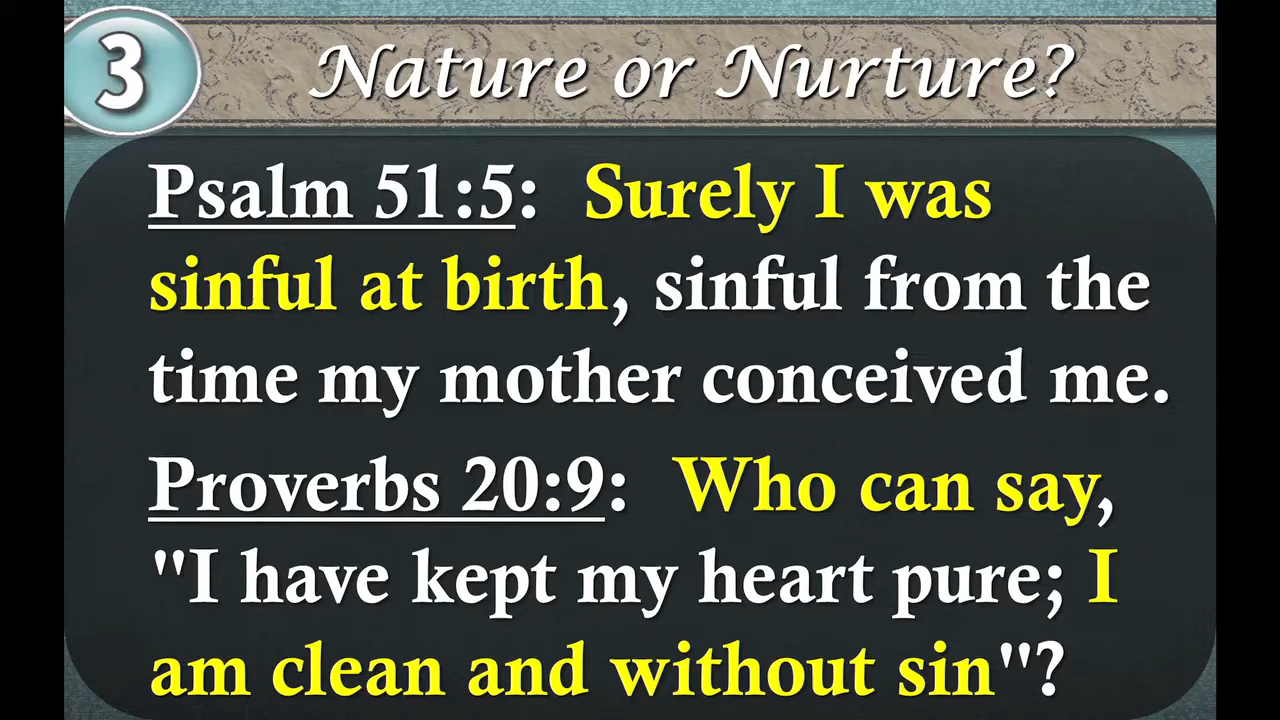 3
Nature or Nurture?
Psalm 51:5:  Surely I was
sinful at birth, sinful from the
time my mother conceived me.
Proverbs 20:9:  Who can say,
"I have kept my heart pure; I
am clean and without sin"?